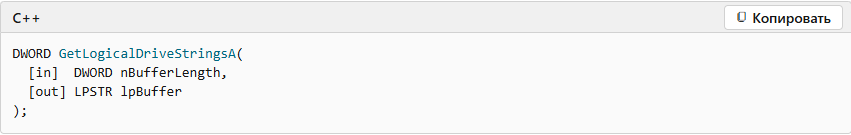 C++
Копировать
DWORD GetLogicalDriveStringsA(
  [in]  DWORD nBufferLength,
  [out] LPSTR lpBuffer
);